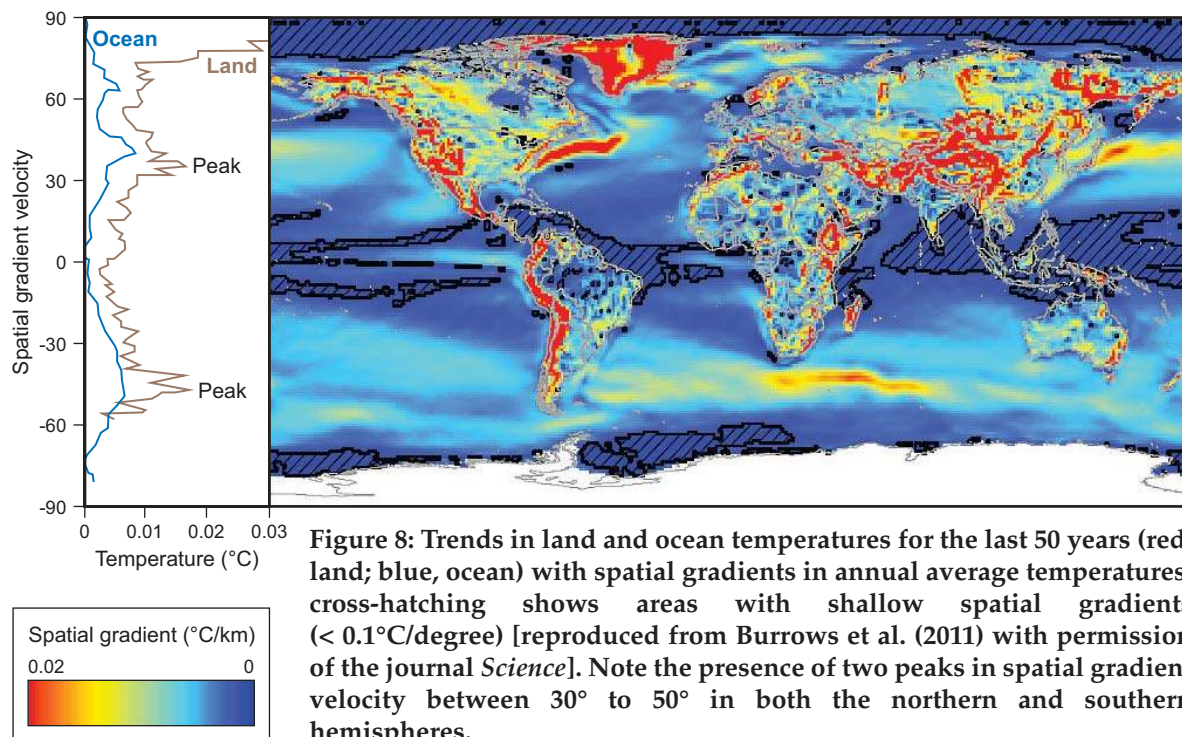 90
60
30
0
-30
-60
-90
Spatial gradient velocity
Ocean
Land
Peak
Peak
0 0.01 0.02 0.03
Temperature (°C)
Spatial gradient (°C/km)
0.02 0
Figure 8: Trends in land and ocean temperatures for the last 50 years (red
land; blue, ocean) with spatial gradients in annual average temperatures
cross-hatching shows areas with shallow spatial gradients
(< 0.1°C/degree) [reproduced from Burrows et al. (2011) with permission
of the journal Science]. Note the presence of two peaks in spatial gradien
velocity between 30° to 50° in both the northern and southern
hemispheres.